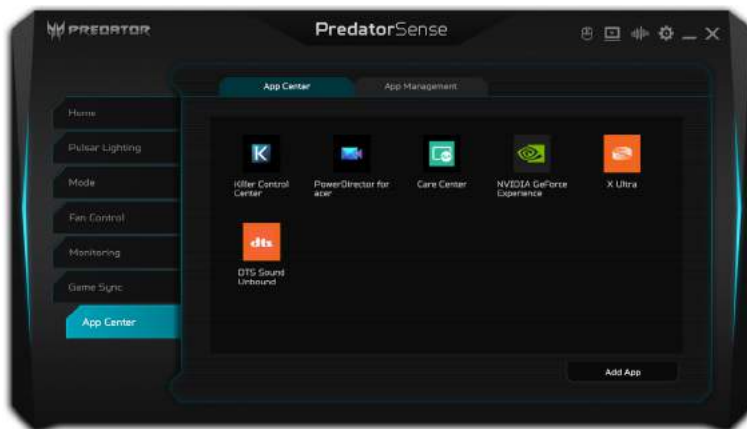 PREDATOR
PredatorSense
App Center
App Management
Home
Pulsar Lighting
Mode
Fan Control
Monitoring
Game Sync
App Center
K
Killer Control
Center
PowerDirector for
acer
Care Center
NVIDIA GeForce
Experience
X Ultra
dts
DTS Sound
Unbound
Add App